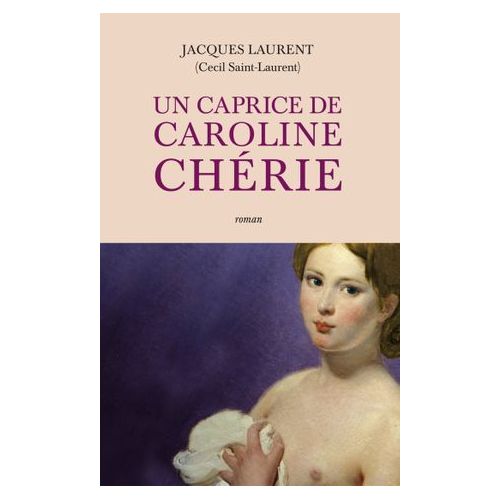 JACQUES LAURENT
(Cecil Saint-Laurent)
UN CAPRICE DE
CAROLINE
CHÉRIE
roman